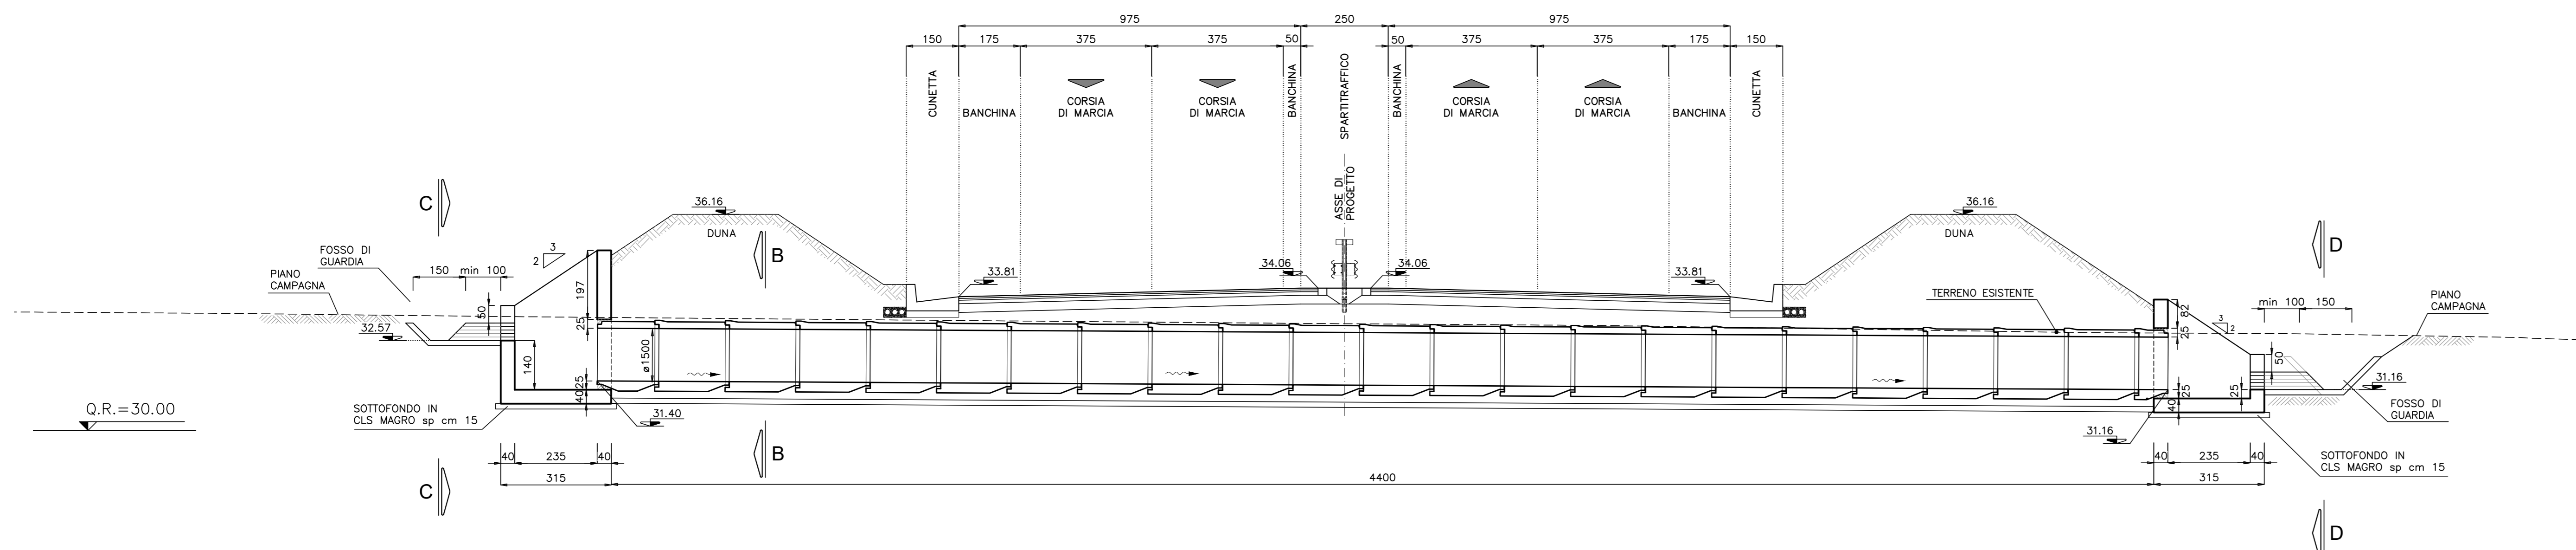 975
250
975
150
175
375
375
50
50
375
375
175
150
CUNETTA
BANCHINA
CORSIA
DI MARCIA
CORSIA
DI MARCIA
BANCHINA
SPARTITRAFFICO
BANCHINA
CORSIA
DI MARCIA
CORSIA
DI MARCIA
BANCHINA
CUNETTA
ASSE DI
PROGETTO
C
36.16
DUNA
B
36.16
DUNA
D
FOSSO DI
GUARDIA
3
2
150
min 100
PIANO
CAMPAGNA
197
50
25
32.57
140
ø1500
25
40
33.81
34.06
34.06
33.81
TERRENO ESISTENTE
82
25
3
2
min 100
150
PIANO
CAMPAGNA
50
25
25
40
31.16
FOSSO DI
GUARDIA
Q.R.=30.00
SOTTOFONDO IN
CLS MAGRO sp cm 15
31.40
31.16
B
40
235
40
315
4400
40
235
40
315
SOTTOFONDO IN
CLS MAGRO sp cm 15
C
D